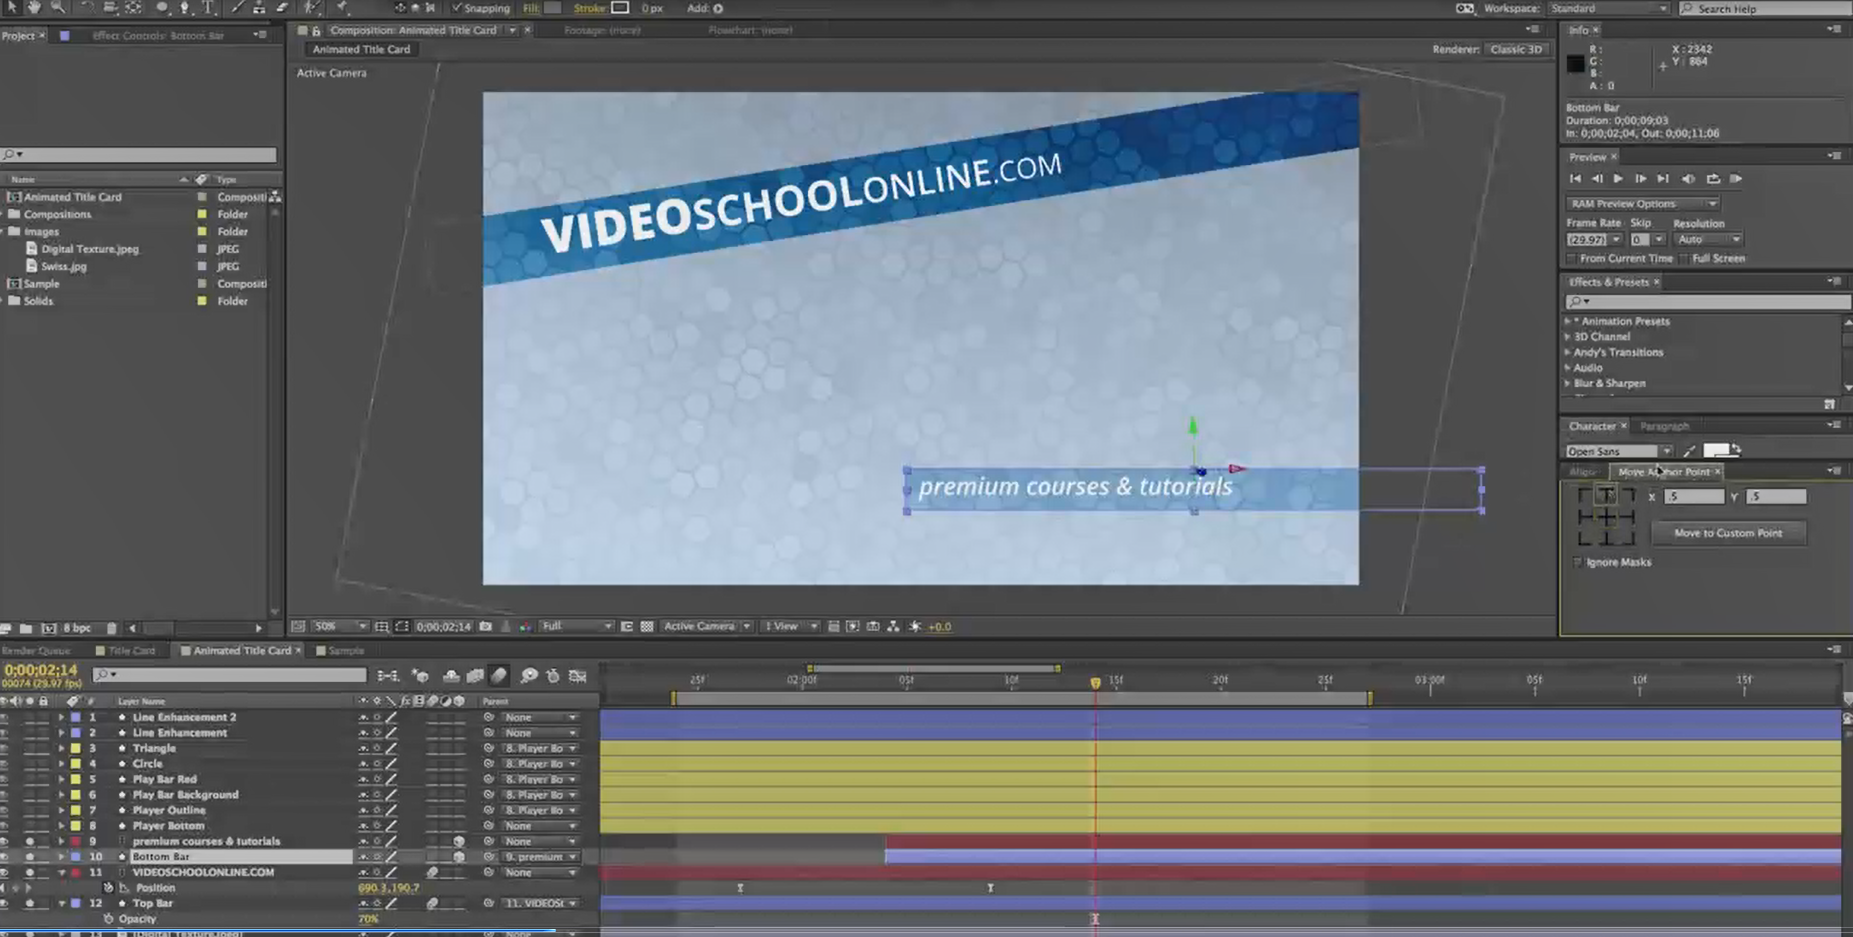 Snapping Fill: Stroke: 0 px Add: Workspace: Standard Search Help
Project × Effect Controls: Bottom Bar
Composition: Animated Title Card Footage: (none) Flowchart: (none)
Animated Title Card Renderer: Classic 3D
Active Camera
VIDEOSCHOOLONLINE.COM
premium courses & tutorials
Name Type
Animated Title Card Compositi
Compositions Folder
Images Folder
Digital Texture.jpeg JPEG
Swiss.jpg JPEG
Sample Compositi
Solids Folder
8 bpc
50% 0;00;02;14 Full Active Camera 1 View +0.0
Info ×
R: X : 2342
G: Y : 864
B:
A : 0
Bottom Bar
Duration: 0;00;09;03
In: 0;00;02;04, Out: 0;00;11;06
Preview ×
RAM Preview Options
Frame Rate Skip Resolution
(29.97) 0 Auto
From Current Time Full Screen
Effects & Presets ×
* Animation Presets
3D Channel
Andy's Transitions
Audio
Blur & Sharpen
Character × Paragraph
Open Sans
Align Move Anchor Point ×
X .5 Y .5
Move to Custom Point
Ignore Masks
Render Queue Title Card Animated Title Card × Sample
0;00;02;14
00074 (29.97 fps)
25f 02:00f 05f 10f 15f 20f 25f 03:00f 05f 10f 15f
# Layer Name Parent
1 Line Enhancement 2 None
2 Line Enhancement None
3 Triangle 8. Player Bo
4 Circle 8. Player Bo
5 Play Bar Red 8. Player Bo
6 Play Bar Background 8. Player Bo
7 Player Outline 8. Player Bo
8 Player Bottom None
9 premium courses & tutorials None
10 Bottom Bar 9. premium
11 VIDEOSCHOOLONLINE.COM None
Position 690.3,190.7
12 Top Bar 11. VIDEOSC
Opacity 70%
13 [Digital Texture.jpeg] None